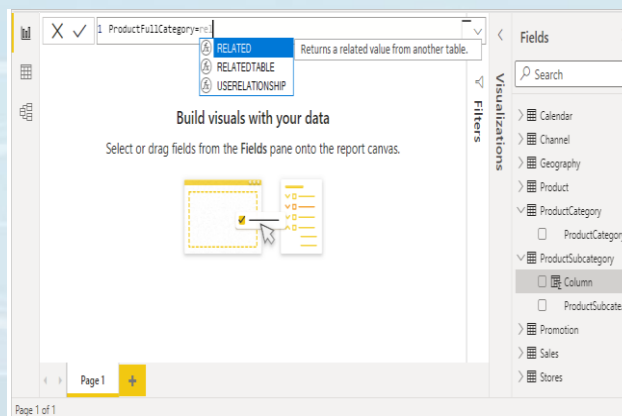 1 ProductFullCategory=rel
RELATED
Returns a related value from another table.
RELATEDTABLE
USERELATIONSHIP
Build visuals with your data
Select or drag fields from the Fields pane onto the report canvas.
Filters
Visualizations
Fields
Search
Calendar
Channel
Geography
Product
ProductCategory
ProductCategory
ProductSubcategory
Column
ProductSubcate
Promotion
Sales
Stores
Page 1
Page 1 of 1